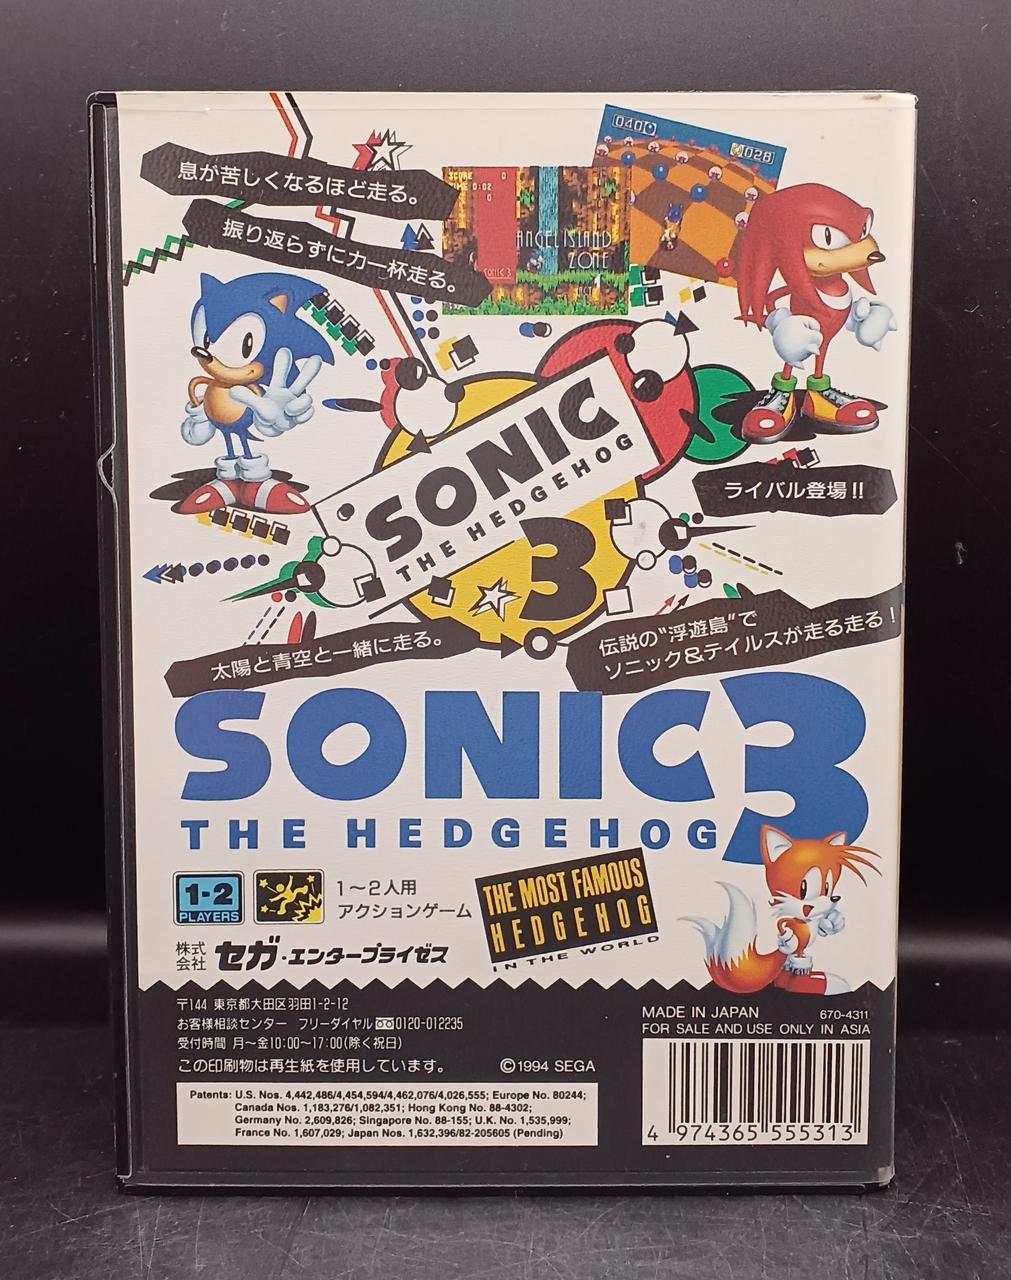 息が苦しくなるほど走る。
振り返らずに力一杯走る。
SCORE 0
TIME 0:02
0
ANGEL ISLAND
ZONE
SONIC 3
040
028
SONIC
THE HEDGEHOG
3
ライバル登場!!
太陽と青空と一緒に走る。
伝説の“浮遊島”で
ソニック&テイルスが走る走る!
SONIC 3
THE HEDGEHOG
1-2
PLAYERS
1～2人用
アクションゲーム
THE MOST FAMOUS
HEDGEHOG
IN THE WORLD
株式会社 セガ・エンタープライゼス
〒144 東京都大田区羽田1-2-12
お客様相談センター フリーダイヤル 0120-012235
受付時間 月～金10:00～17:00(除く祝日)
この印刷物は再生紙を使用しています。 ©1994 SEGA
Patents: U.S. Nos. 4,442,486/4,454,594/4,462,076/4,026,555; Europe No. 80244;
Canada Nos. 1,183,276/1,082,351; Hong Kong No. 88-4302;
Germany No. 2,609,826; Singapore No. 88-155; U.K. No. 1,535,999;
France No. 1,607,029; Japan Nos. 1,632,396/82-205605 (Pending)
MADE IN JAPAN 670-4311
FOR SALE AND USE ONLY IN ASIA
4 974365 555313